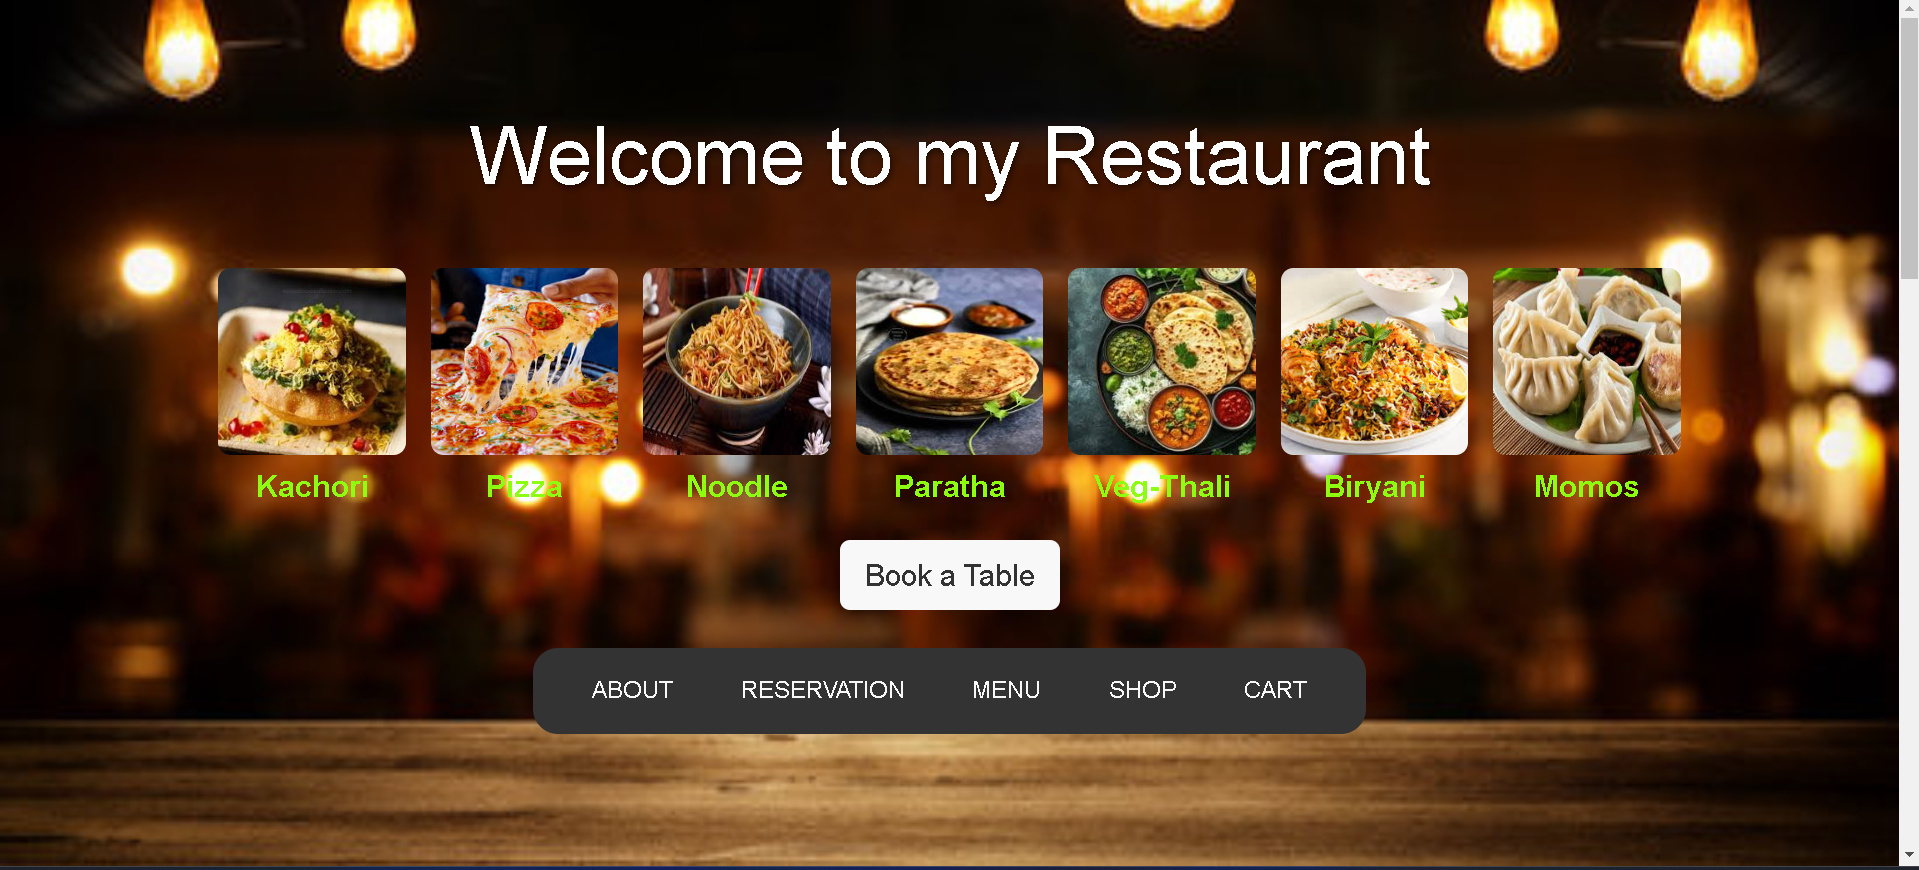 Welcome to my Restaurant
Kachori Pizza Noodle Paratha Veg-Thali Biryani Momos
Book a Table
ABOUT RESERVATION MENU SHOP CART